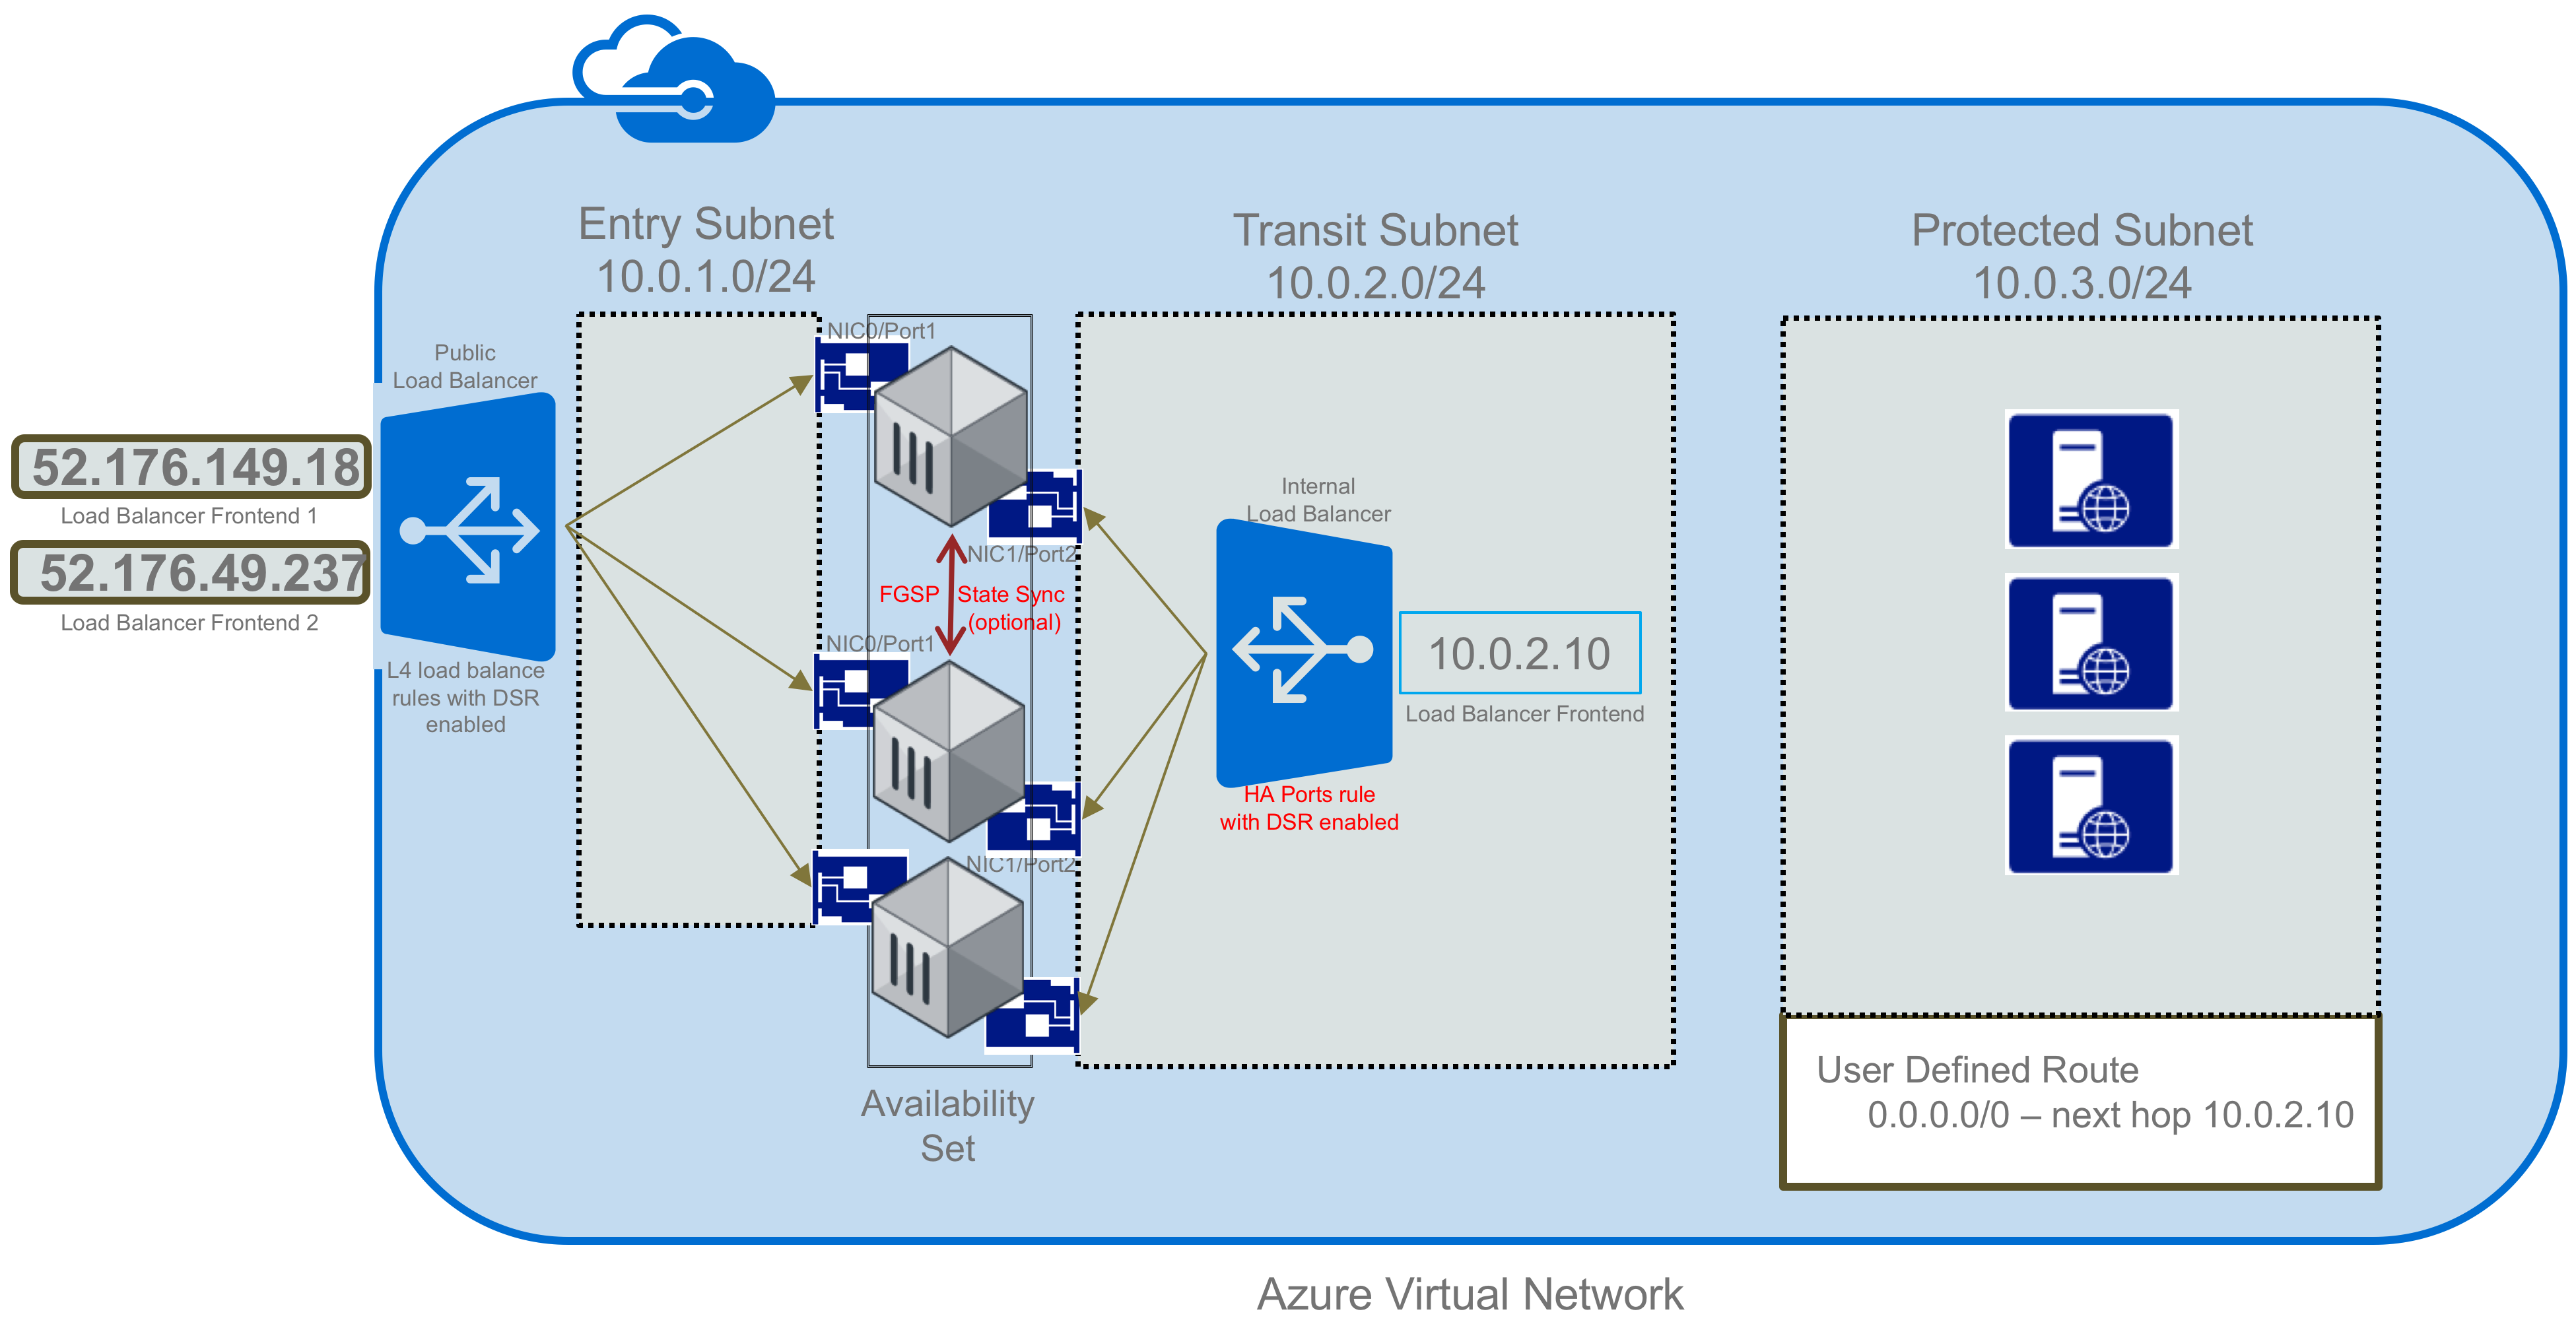 Entry Subnet
10.0.1.0/24
Transit Subnet
10.0.2.0/24
Protected Subnet
10.0.3.0/24
Public
Load Balancer
52.176.149.18
Load Balancer Frontend 1
52.176.49.237
Load Balancer Frontend 2
L4 load balance
rules with DSR
enabled
NIC0/Port1
NIC1/Port2
FGSP State Sync
(optional)
NIC0/Port1
NIC1/Port2
Availability
Set
Internal
Load Balancer
10.0.2.10
Load Balancer Frontend
HA Ports rule
with DSR enabled
User Defined Route
0.0.0.0/0 – next hop 10.0.2.10
Azure Virtual Network